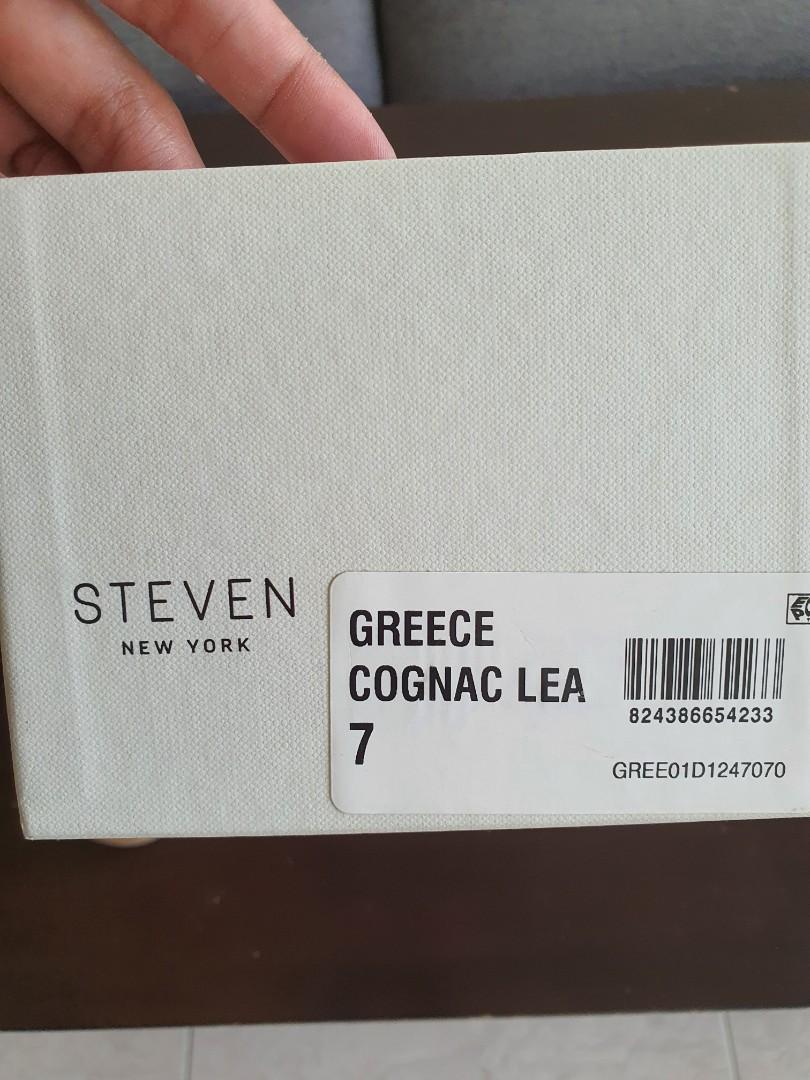 STEVEN
NEW YORK
GREECE
COGNAC LEA
7
824386654233
GREE01D1247070